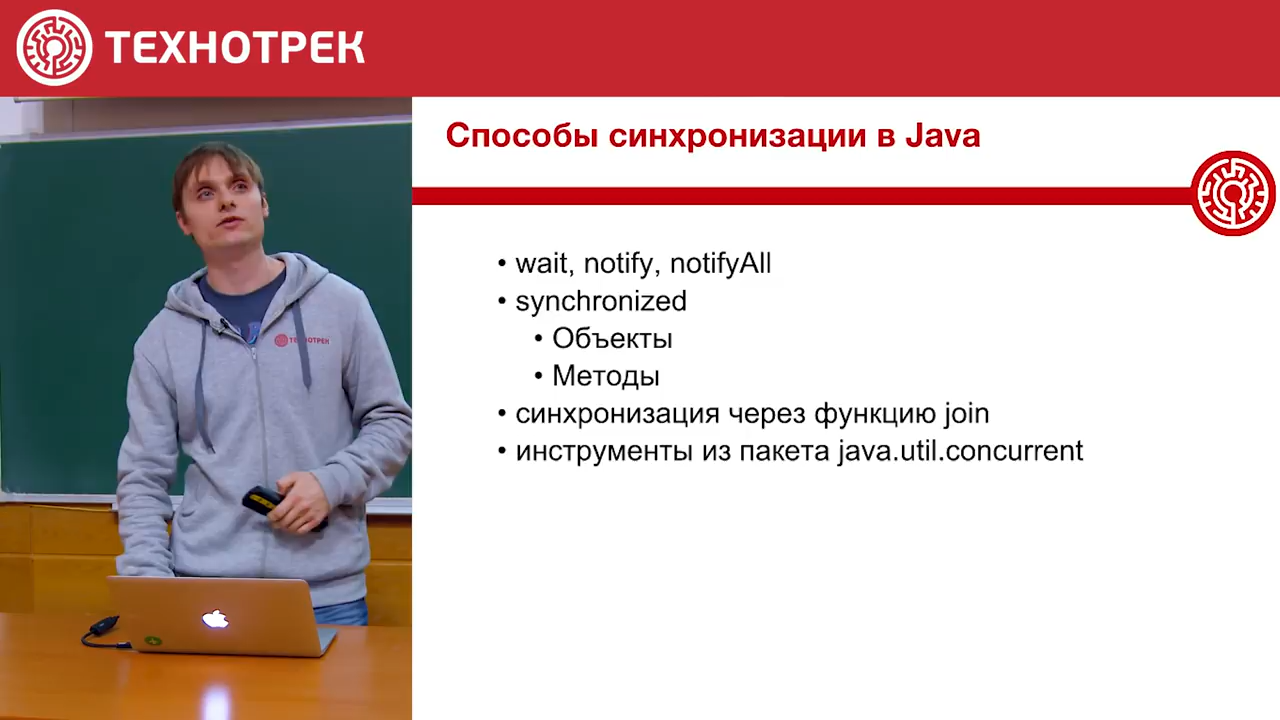 ТЕХНОТРЕК
Способы синхронизации в Java
• wait, notify, notifyAll
• synchronized
• Объекты
• Методы
• синхронизация через функцию join
• инструменты из пакета java.util.concurrent
ТЕХНОТРЕК